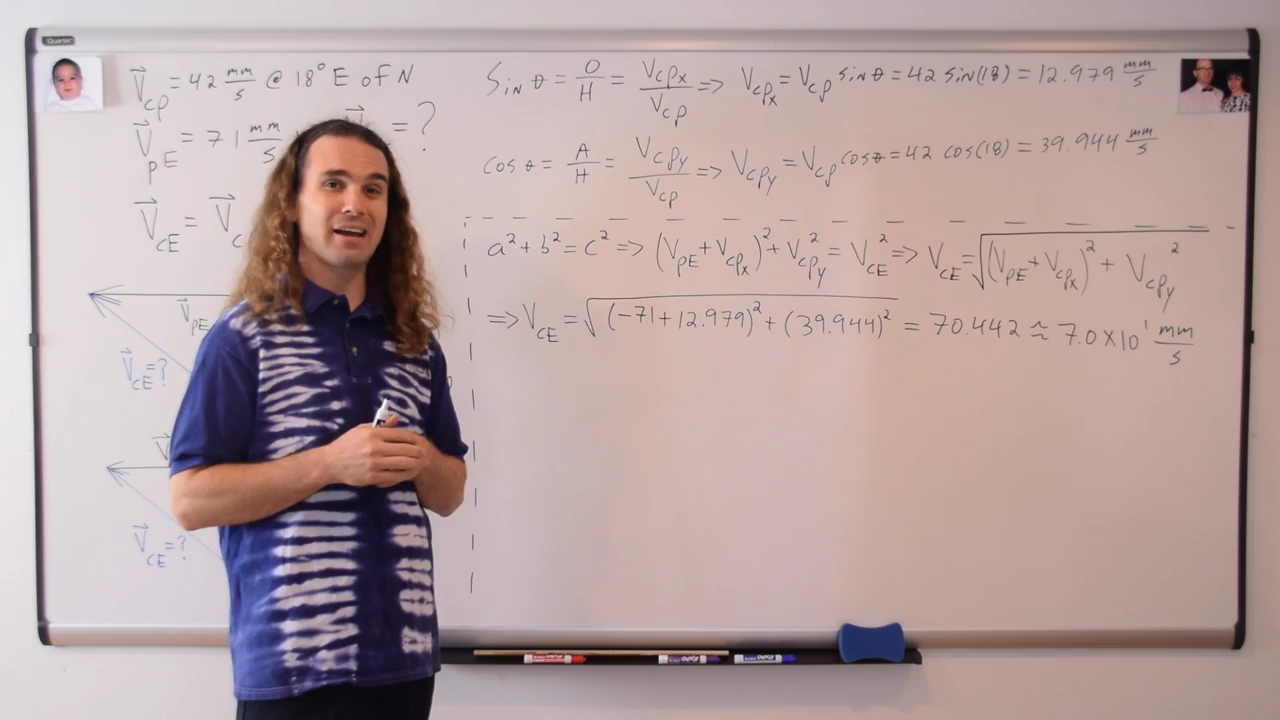 Quartet
V⃗cp = 42 mm/s @ 18° E of N
V⃗pE = 71 mm/s = ?
V⃗CE = V⃗c
V⃗PE
V⃗CE = ?
V⃗
V⃗CE = ?
Sin θ = O/H = Vcpx/Vcp => Vcpx = Vcp sin θ = 42 sin(18) = 12.979 mm/s
cos θ = A/H = Vcpy/Vcp => Vcpy = Vcp cos θ = 42 cos(18) = 39.944 mm/s
a² + b² = c² => (VPE + Vcpx)² + Vcpy² = VCE² => VCE = √((VPE + Vcpx)² + Vcpy²)
=> VCE = √((-71 + 12.979)² + (39.944)²) = 70.442 ≈ 7.0 × 10¹ mm/s
EXPO
EXPO